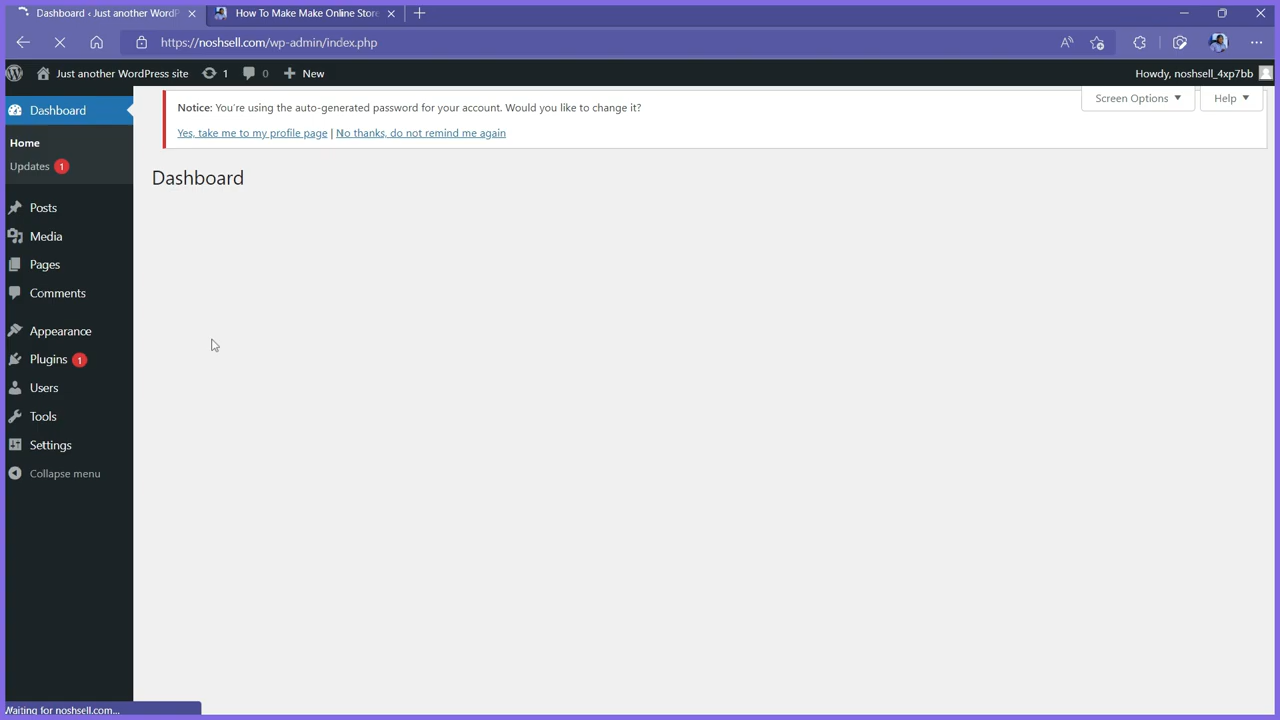 Dashboard ‹ Just another WordP
How To Make Make Online Store
https://noshsell.com/wp-admin/index.php
Just another WordPress site
1
0
New
Howdy, noshsell_4xp7bb
Dashboard
Home
Updates 1
Posts
Media
Pages
Comments
Appearance
Plugins 1
Users
Tools
Settings
Collapse menu
Notice: You're using the auto-generated password for your account. Would you like to change it?
Yes, take me to my profile page | No thanks, do not remind me again
Screen Options
Help
Dashboard
Waiting for noshsell.com...